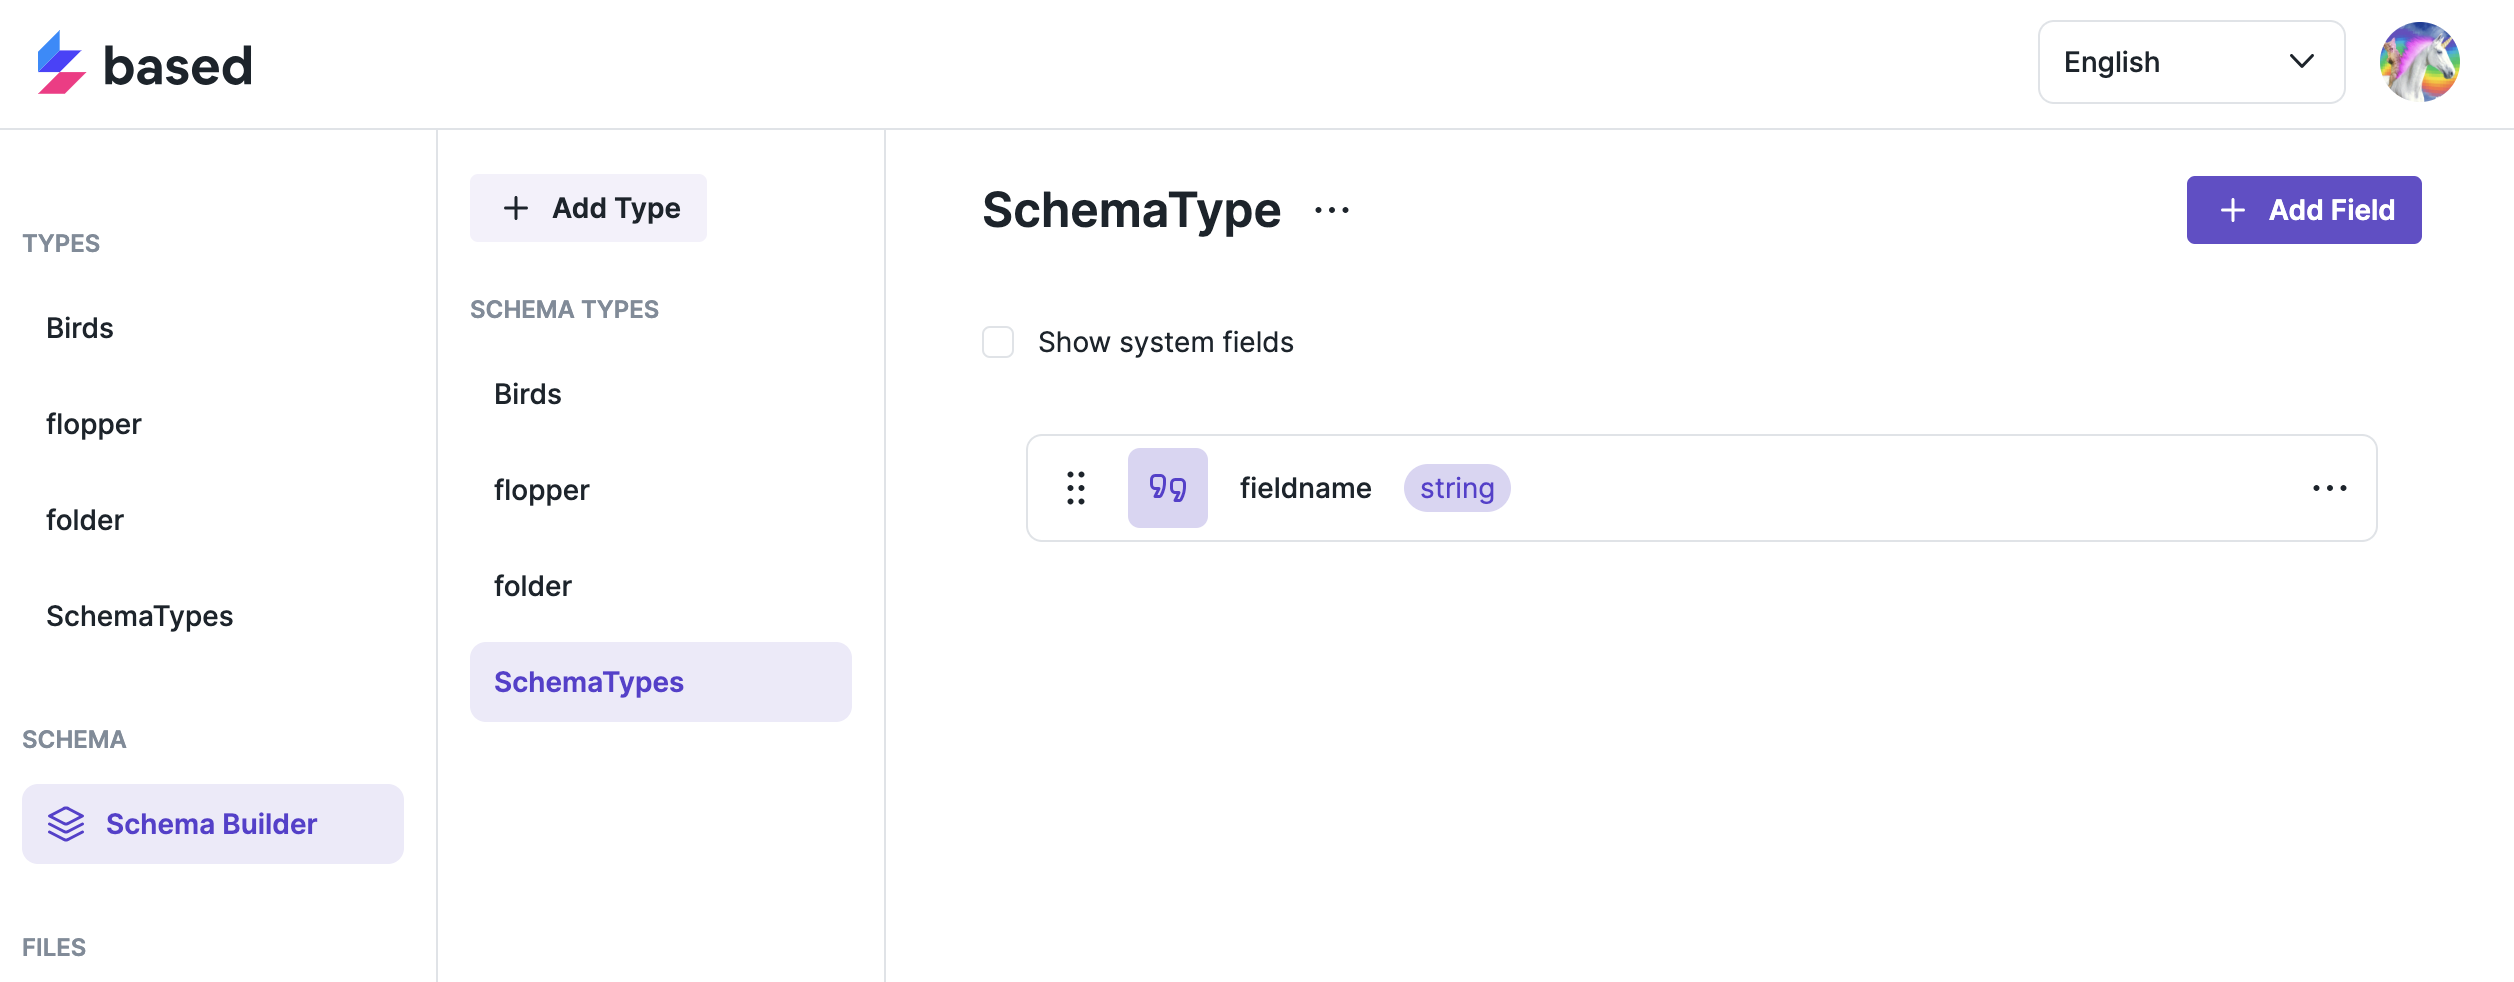 based
English
TYPES
Birds
flopper
folder
SchemaTypes
SCHEMA
Schema Builder
FILES
Add Type
SCHEMA TYPES
Birds
flopper
folder
SchemaTypes
SchemaType
Add Field
Show system fields
fieldname string